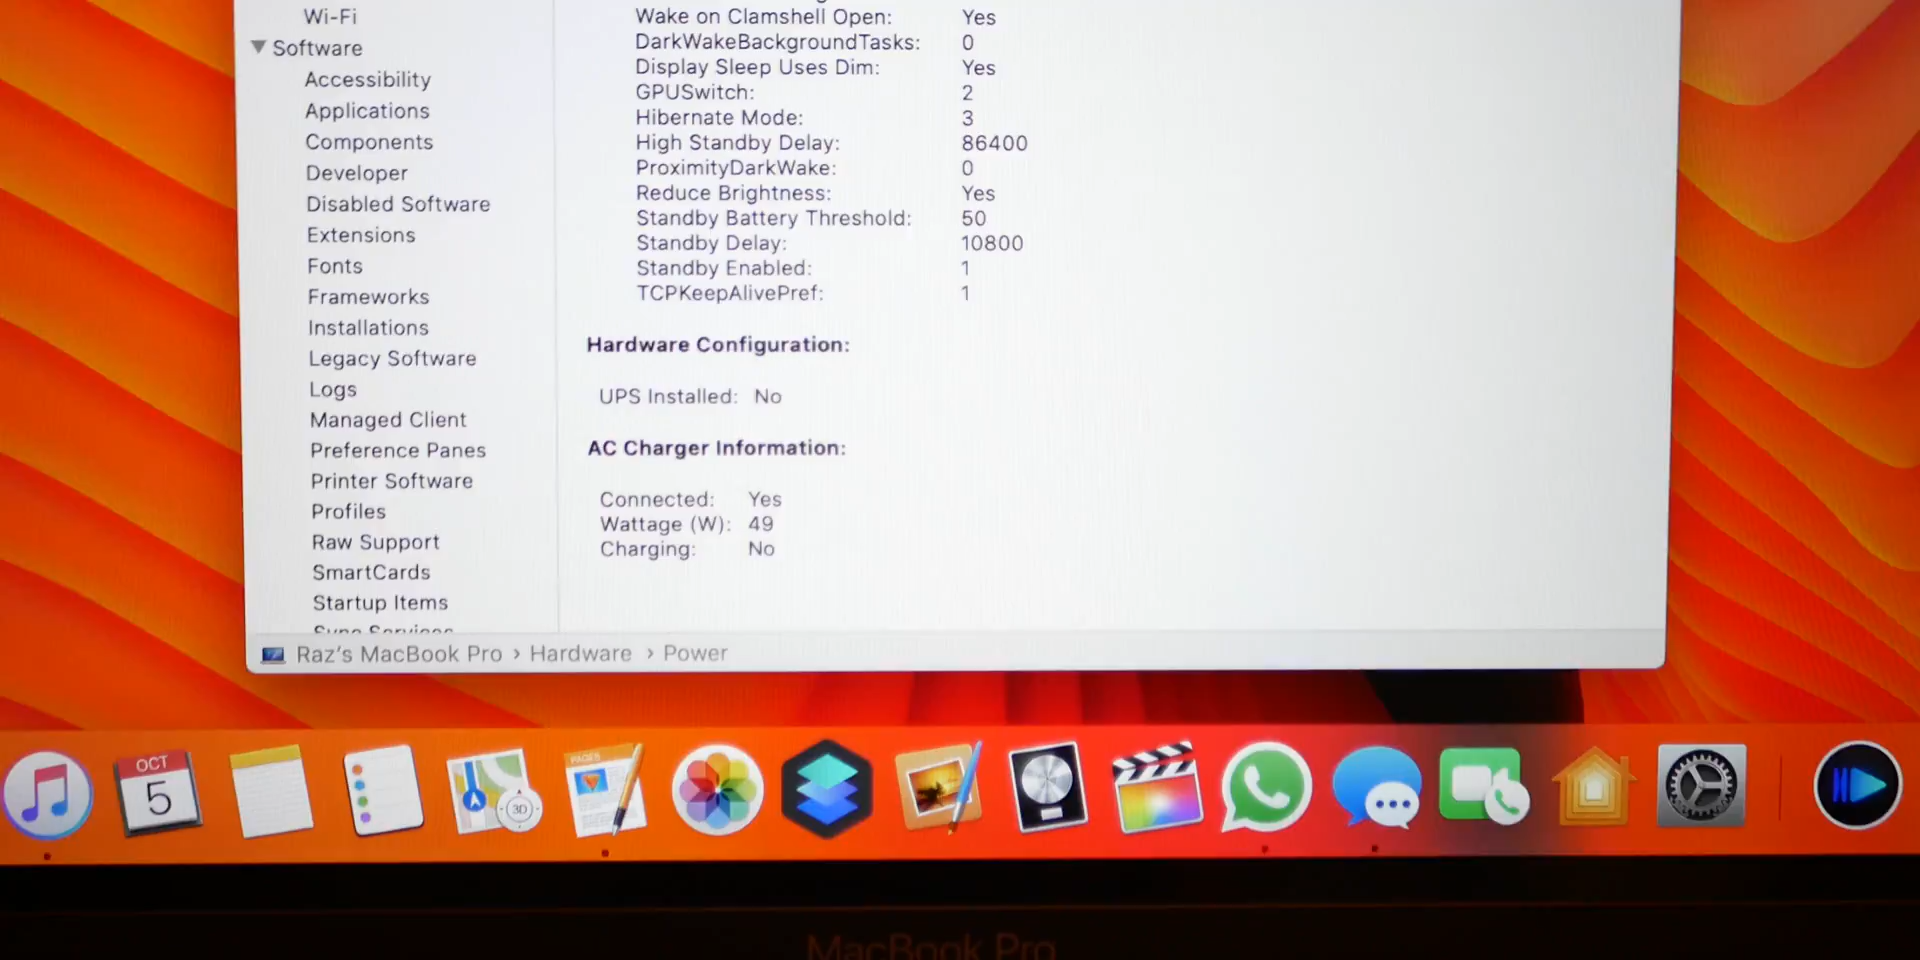 Wi-Fi
Software
Accessibility
Applications
Components
Developer
Disabled Software
Extensions
Fonts
Frameworks
Installations
Legacy Software
Logs
Managed Client
Preference Panes
Printer Software
Profiles
Raw Support
SmartCards
Startup Items
Sync Services
Wake on Clamshell Open: Yes
DarkWakeBackgroundTasks: 0
Display Sleep Uses Dim: Yes
GPUSwitch: 2
Hibernate Mode: 3
High Standby Delay: 86400
ProximityDarkWake: 0
Reduce Brightness: Yes
Standby Battery Threshold: 50
Standby Delay: 10800
Standby Enabled: 1
TCPKeepAlivePref: 1
Hardware Configuration:
UPS Installed: No
AC Charger Information:
Connected: Yes
Wattage (W): 49
Charging: No
Raz's MacBook Pro › Hardware › Power
OCT
5
3D
PAGES
MacBook Pro